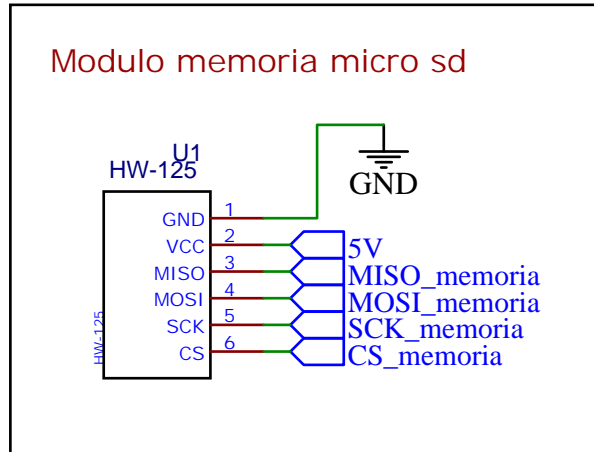 Modulo memoria micro sd
U1
HW-125
GND
GND 1
VCC 2 5V
MISO 3 MISO_memoria
MOSI 4 MOSI_memoria
SCK 5 SCK_memoria
CS 6 CS_memoria
HW-125